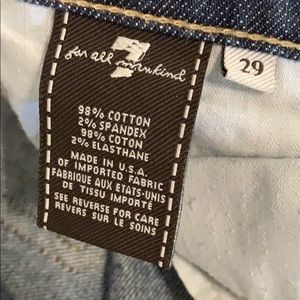 7
for all mankind
29
98% COTTON
2% SPANDEX
98% COTON
2% ELASTHANE
MADE IN U.S.A.
OF IMPORTED FABRIC
FABRIQUE AUX ETATS-UNIS
DE TISSU IMPORTÉ
SEE REVERSE FOR CARE
REVERS SUR LE SOINS